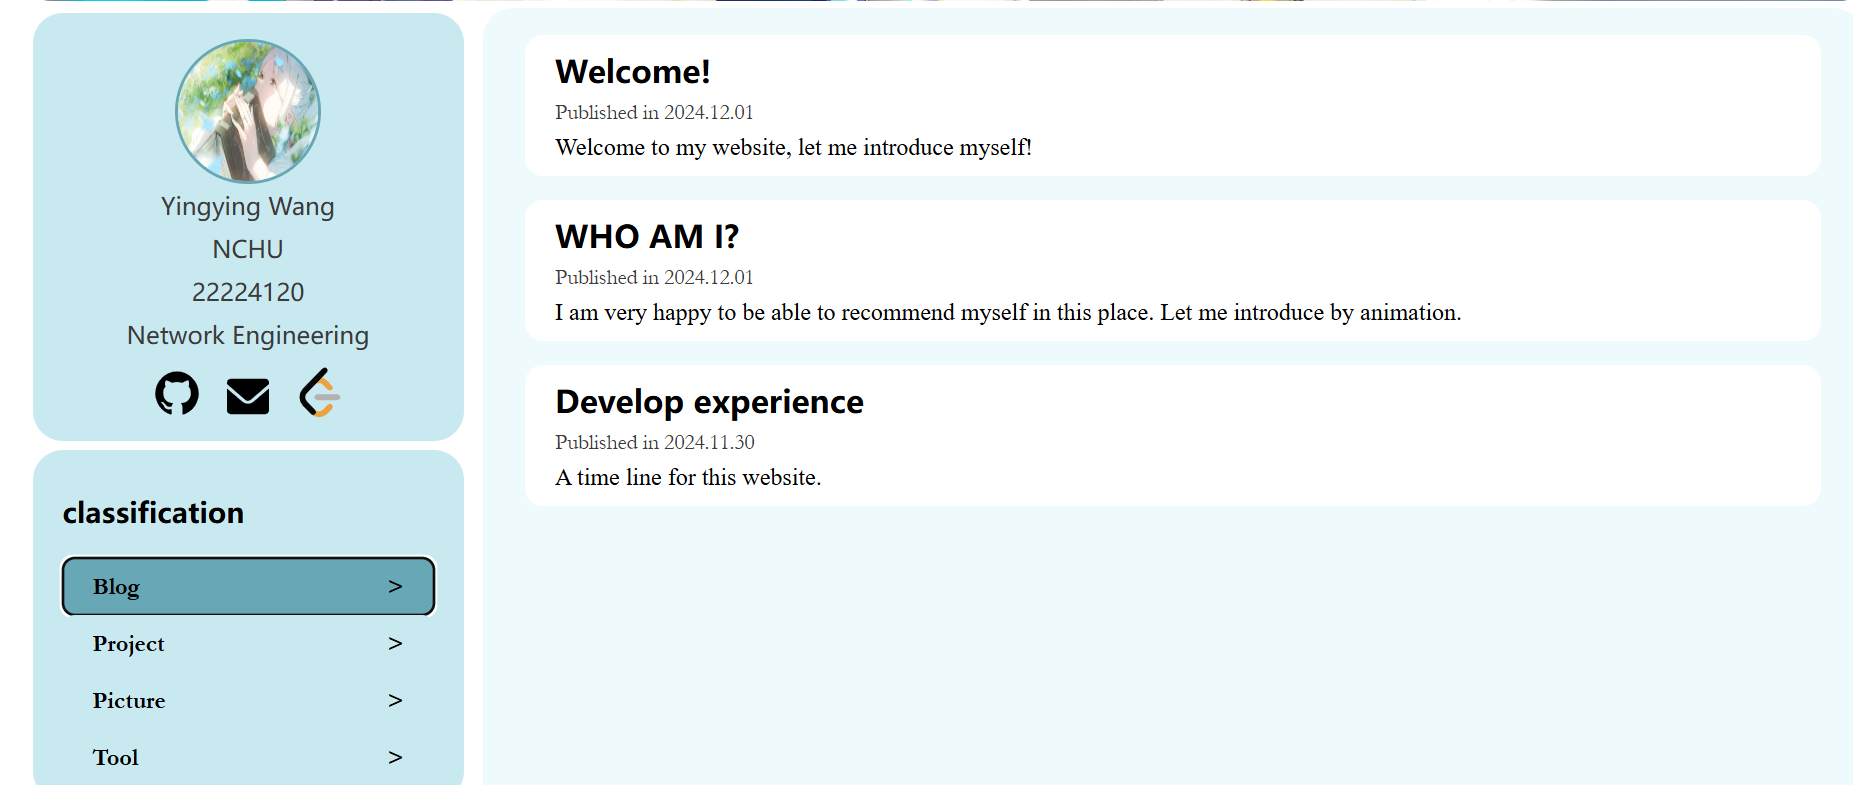 Yingying Wang
NCHU
22224120
Network Engineering
classification
Blog >
Project >
Picture >
Tool >
Welcome!
Published in 2024.12.01
Welcome to my website, let me introduce myself!
WHO AM I?
Published in 2024.12.01
I am very happy to be able to recommend myself in this place. Let me introduce by animation.
Develop experience
Published in 2024.11.30
A time line for this website.